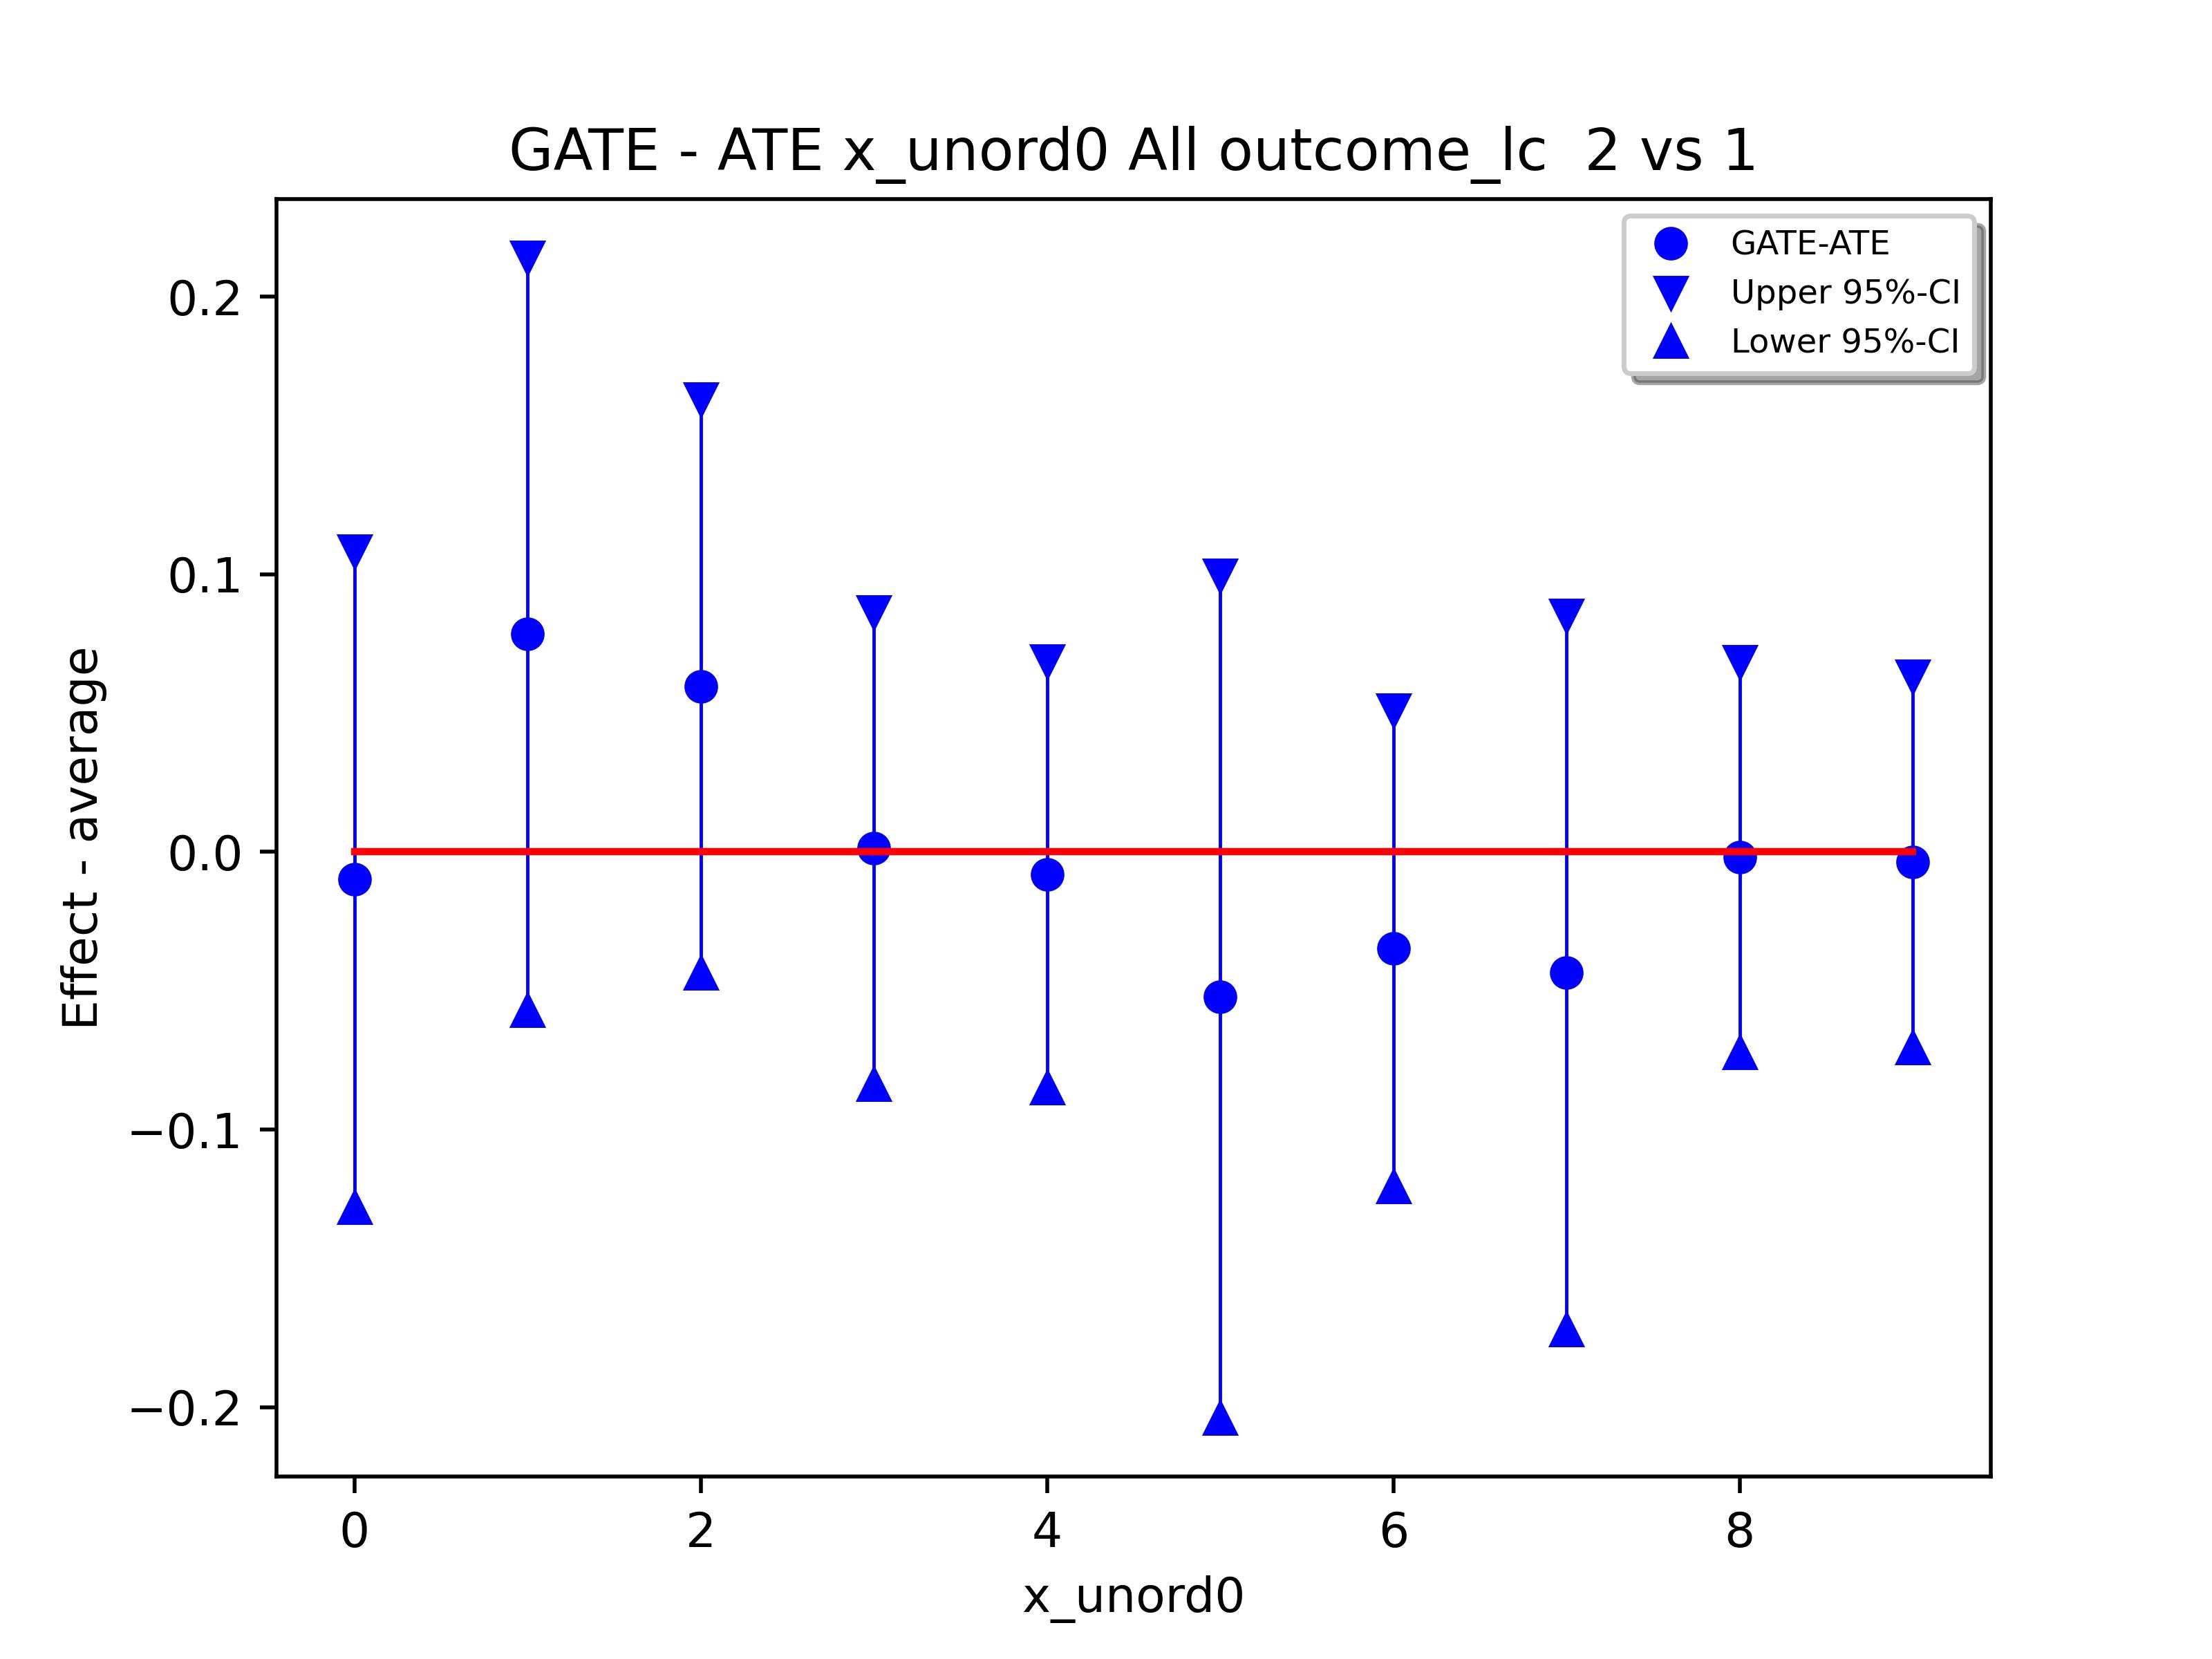 GATE - ATE x_unord0 All outcome_lc  2 vs 1
GATE-ATE
Upper 95%-CI
Lower 95%-CI
Effect - average
0.2
0.1
0.0
−0.1
−0.2
0 2 4 6 8
x_unord0